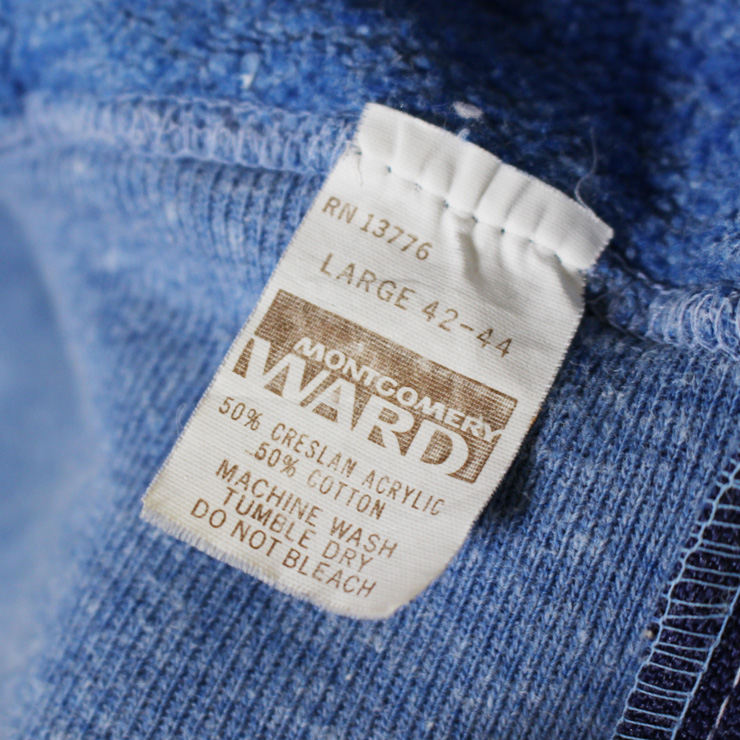 RN 13776
LARGE 42-44
MONTGOMERY
WARD
50% CRESLAN ACRYLIC
50% COTTON
MACHINE WASH
TUMBLE DRY
DO NOT BLEACH